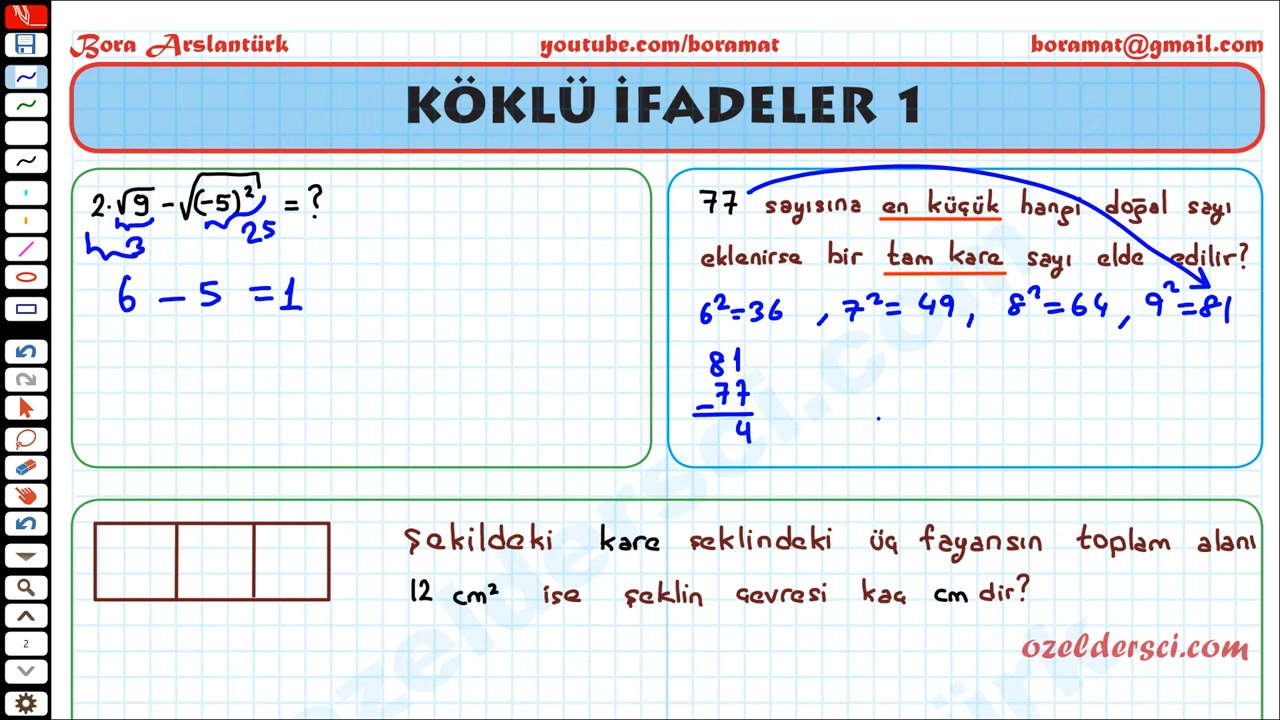 Bora Arslantürk
youtube.com/boramat
boramat@gmail.com
KÖKLÜ İFADELER 1
2·√9 − √(−5)² = ?
3
25
6 − 5 = 1
77 sayısına en küçük hangi doğal sayı
eklenirse bir tam kare sayı elde edilir?
6² = 36 , 7² = 49 , 8² = 64 , 9² = 81
81
− 77
4
Şekildeki kare şeklindeki üç fayansın toplam alanı
12 cm² ise şeklin çevresi kaç cm dir?
ozeldersci.com
2